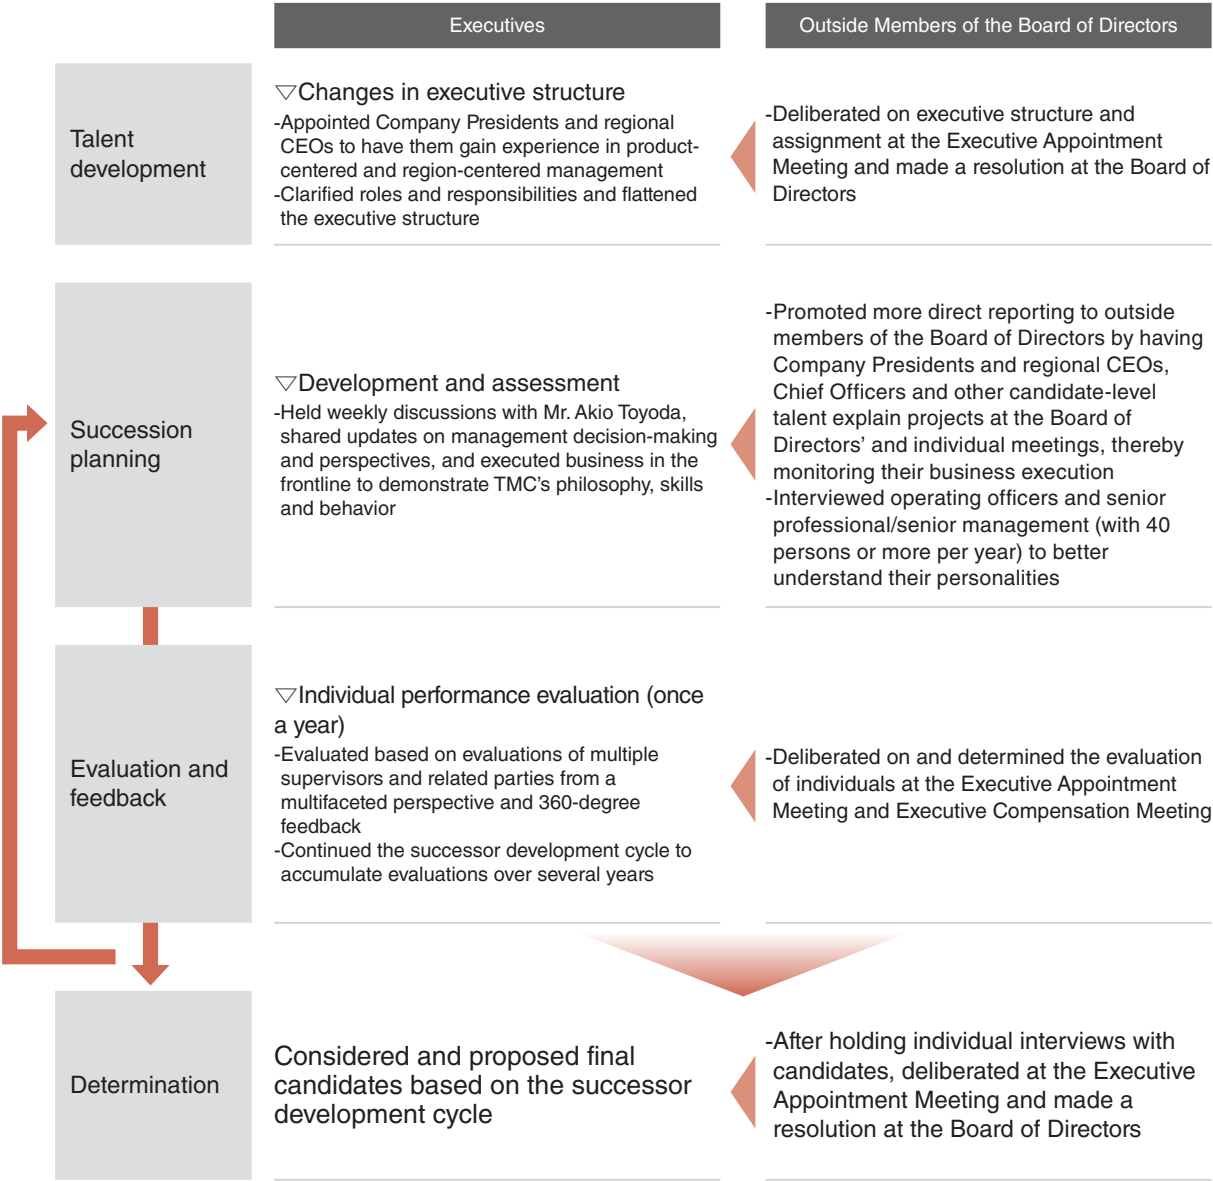 Executives
Outside Members of the Board of Directors
Talent
development
▽Changes in executive structure
-Appointed Company Presidents and regional
CEOs to have them gain experience in product-
centered and region-centered management
-Clarified roles and responsibilities and flattened
the executive structure
-Deliberated on executive structure and
assignment at the Executive Appointment
Meeting and made a resolution at the Board of
Directors
Succession
planning
▽Development and assessment
-Held weekly discussions with Mr. Akio Toyoda,
shared updates on management decision-making
and perspectives, and executed business in the
frontline to demonstrate TMC's philosophy, skills
and behavior
-Promoted more direct reporting to outside
members of the Board of Directors by having
Company Presidents and regional CEOs,
Chief Officers and other candidate-level
talent explain projects at the Board of
Directors' and individual meetings, thereby
monitoring their business execution
-Interviewed operating officers and senior
professional/senior management (with 40
persons or more per year) to better
understand their personalities
Evaluation and
feedback
▽Individual performance evaluation (once
a year)
-Evaluated based on evaluations of multiple
supervisors and related parties from a
multifaceted perspective and 360-degree
feedback
-Continued the successor development cycle to
accumulate evaluations over several years
-Deliberated on and determined the evaluation
of individuals at the Executive Appointment
Meeting and Executive Compensation Meeting
Determination
Considered and proposed final
candidates based on the successor
development cycle
-After holding individual interviews with
candidates, deliberated at the Executive
Appointment Meeting and made a
resolution at the Board of Directors